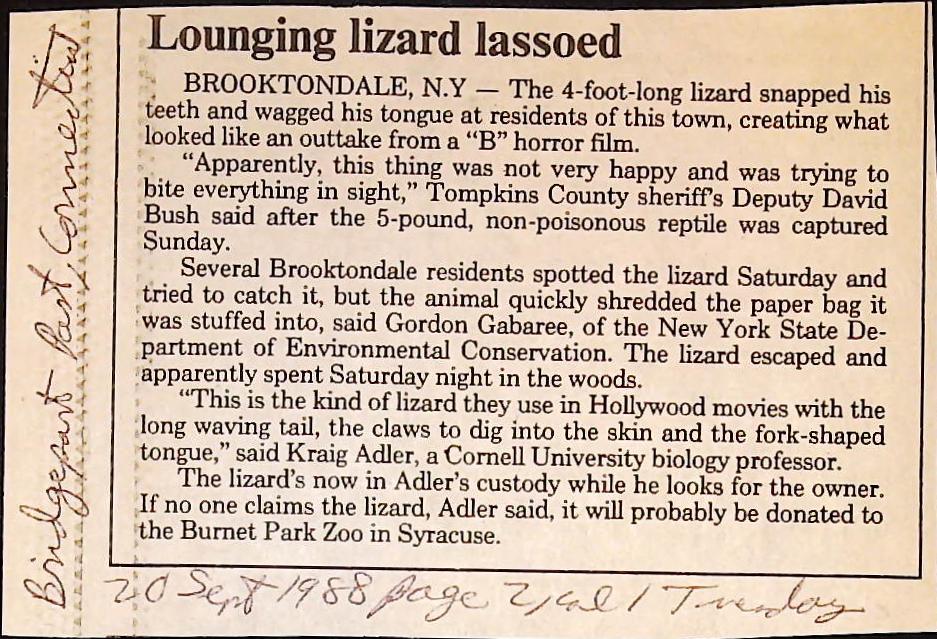 Lounging lizard lassoed
BROOKTONDALE, N.Y — The 4-foot-long lizard snapped his
teeth and wagged his tongue at residents of this town, creating what
looked like an outtake from a “B” horror film.
“Apparently, this thing was not very happy and was trying to
bite everything in sight,” Tompkins County sheriff's Deputy David
Bush said after the 5-pound, non-poisonous reptile was captured
Sunday.
Several Brooktondale residents spotted the lizard Saturday and
tried to catch it, but the animal quickly shredded the paper bag it
was stuffed into, said Gordon Gabaree, of the New York State De-
partment of Environmental Conservation. The lizard escaped and
apparently spent Saturday night in the woods.
“This is the kind of lizard they use in Hollywood movies with the
long waving tail, the claws to dig into the skin and the fork-shaped
tongue,” said Kraig Adler, a Cornell University biology professor.
The lizard's now in Adler's custody while he looks for the owner.
If no one claims the lizard, Adler said, it will probably be donated to
the Burnet Park Zoo in Syracuse.
Bridgeport Post, Connecticut
20 Sept 1988 page 2, col 1 Tuesday